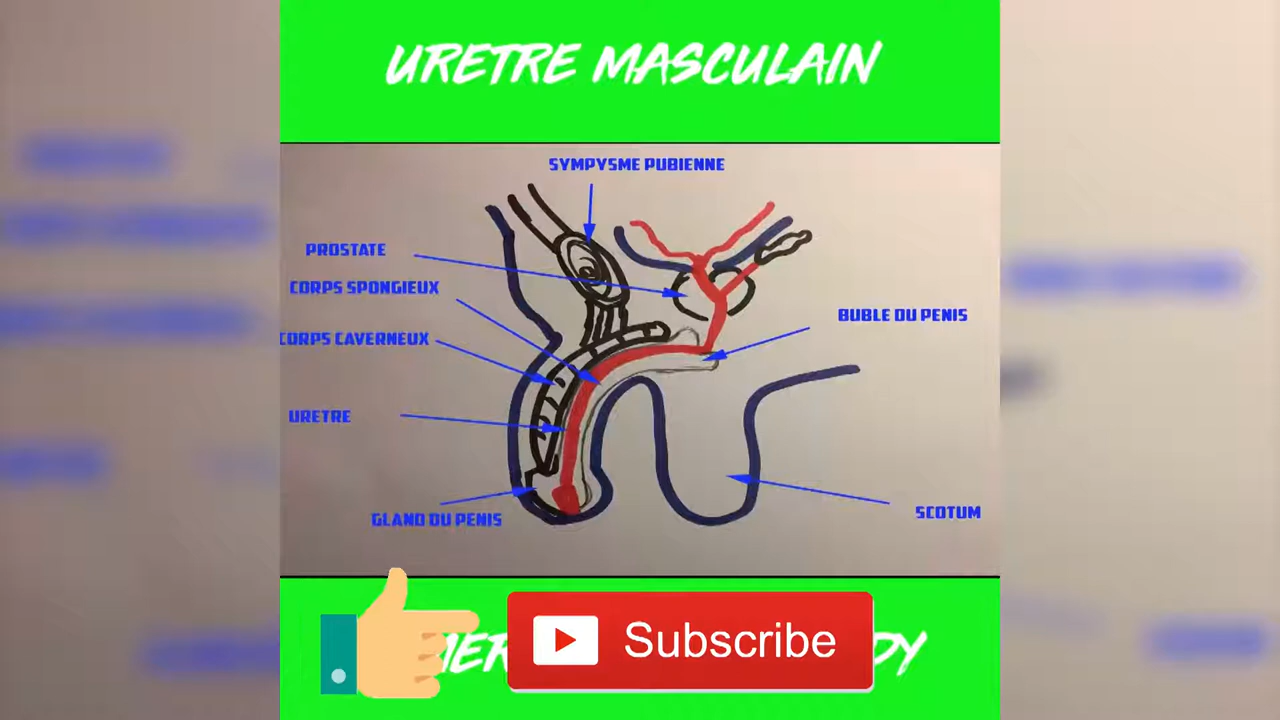 URETRE MASCULAIN
SYMPYSME PUBIENNE
PROSTATE
CORPS SPONGIEUX
BUBLE DU PENIS
CORPS CAVERNEUX
URETRE
SCOTUM
GLAND DU PENIS
Subscribe